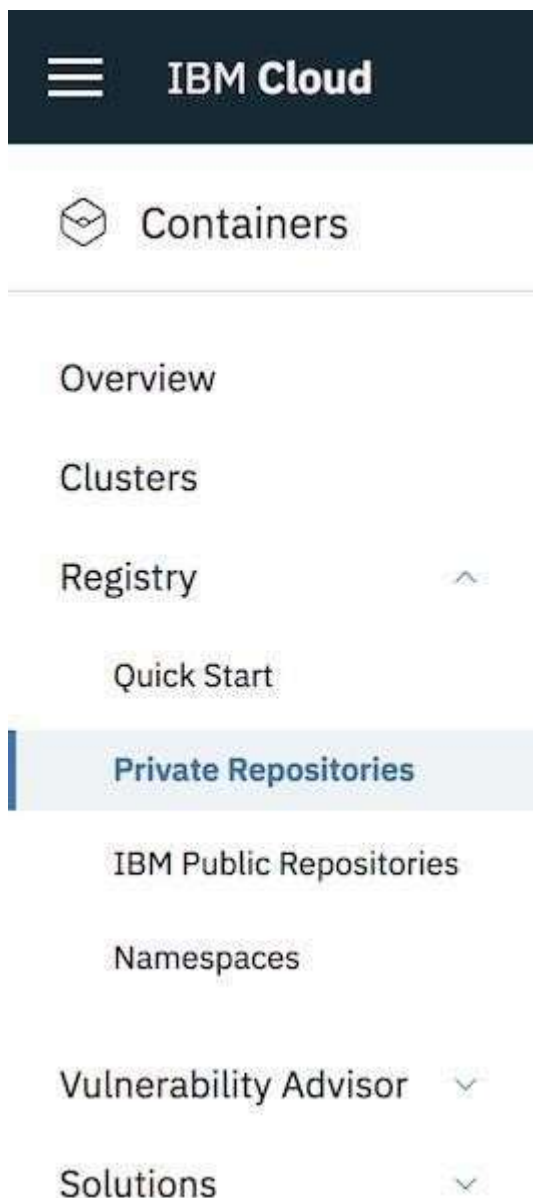 IBM Cloud
Containers
Overview
Clusters
Registry
Quick Start
Private Repositories
IBM Public Repositories
Namespaces
Vulnerability Advisor
Solutions